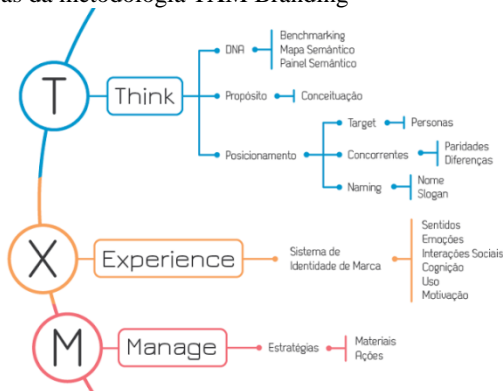 as da metodologia TXM Branding
T
Think
DNA
Benchmarking
Mapa Semântico
Painel Semântico
Propósito
Conceituação
Posicionamento
Target
Personas
Concorrentes
Paridades
Diferenças
Naming
Nome
Slogan
X
Experience
Sistema de
Identidade de Marca
Sentidos
Emoções
Interações Sociais
Cognição
Uso
Motivação
M
Manage
Estratégias
Materiais
Ações